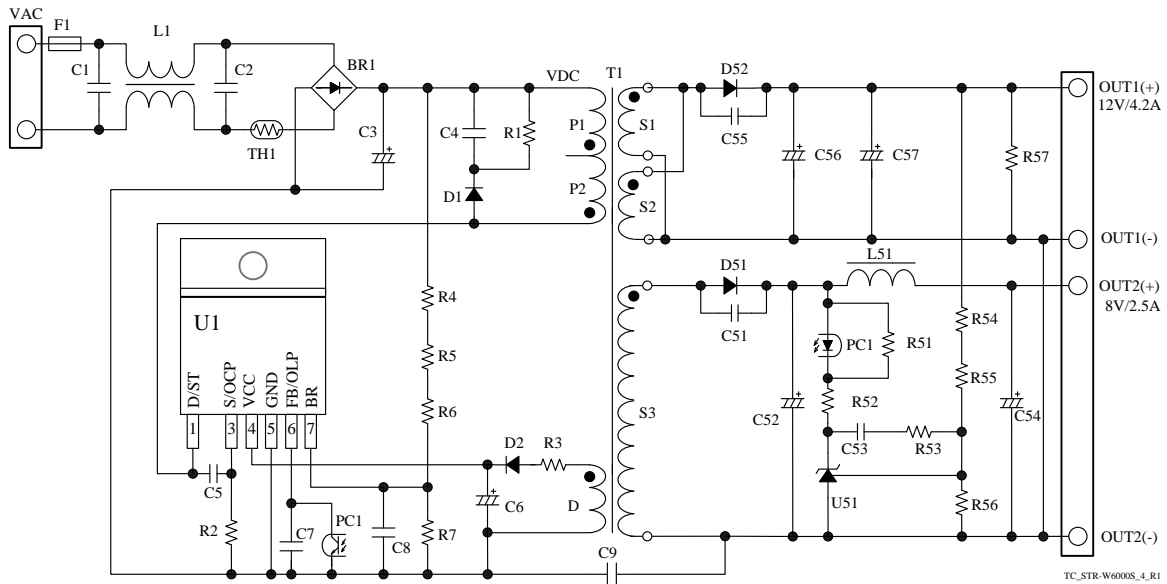 VAC
F1
L1
C1
C2
BR1
TH1
C3
C4
R1
D1
VDC
T1
P1
P2
S1
S2
D52
C55
C56
C57
R57
OUT1(+)
12V/4.2A
OUT1(-)
U1
D/ST
S/OCP
VCC
GND
FB/OLP
BR
1
3
4
5
6
7
R4
R5
R6
C5
R2
C7
PC1
C8
R7
D2
R3
C6
D
S3
C9
D51
C51
C52
PC1
R51
R52
C53
R53
U51
L51
R54
R55
R56
C54
OUT2(+)
8V/2.5A
OUT2(-)
TC_STR-W6000S_4_R1